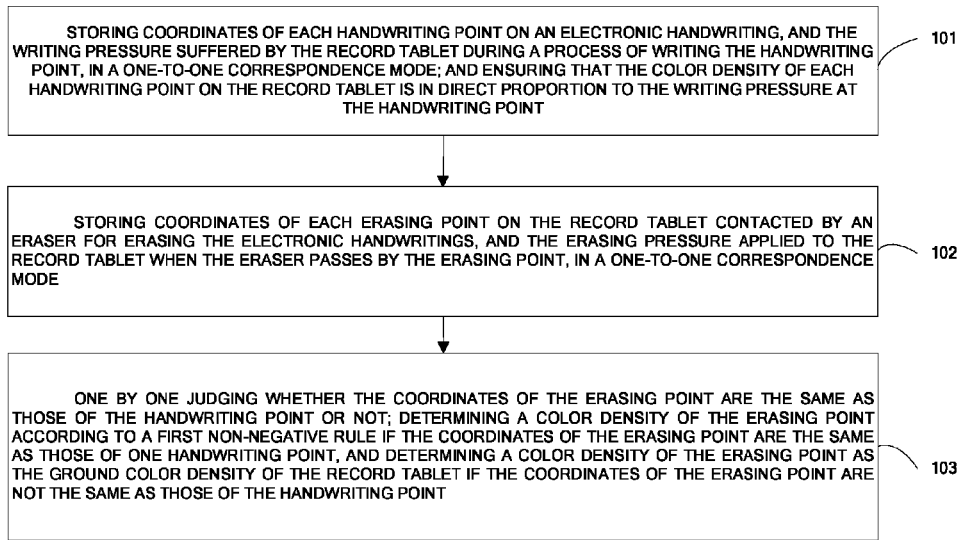 STORING COORDINATES OF EACH HANDWRITING POINT ON AN ELECTRONIC HANDWRITING, AND THE
WRITING PRESSURE SUFFERED BY THE RECORD TABLET DURING A PROCESS OF WRITING THE HANDWRITING
POINT, IN A ONE-TO-ONE CORRESPONDENCE MODE; AND ENSURING THAT THE COLOR DENSITY OF EACH
HANDWRITING POINT ON THE RECORD TABLET IS IN DIRECT PROPORTION TO THE WRITING PRESSURE AT
THE HANDWRITING POINT
101
STORING COORDINATES OF EACH ERASING POINT ON THE RECORD TABLET CONTACTED BY AN
ERASER FOR ERASING THE ELECTRONIC HANDWRITINGS, AND THE ERASING PRESSURE APPLIED TO THE
RECORD TABLET WHEN THE ERASER PASSES BY THE ERASING POINT, IN A ONE-TO-ONE CORRESPONDENCE
MODE
102
ONE BY ONE JUDGING WHETHER THE COORDINATES OF THE ERASING POINT ARE THE SAME AS
THOSE OF THE HANDWRITING POINT OR NOT; DETERMINING A COLOR DENSITY OF THE ERASING POINT
ACCORDING TO A FIRST NON-NEGATIVE RULE IF THE COORDINATES OF THE ERASING POINT ARE THE SAME
AS THOSE OF ONE HANDWRITING POINT, AND DETERMINING A COLOR DENSITY OF THE ERASING POINT AS
THE GROUND COLOR DENSITY OF THE RECORD TABLET IF THE COORDINATES OF THE ERASING POINT ARE
NOT THE SAME AS THOSE OF THE HANDWRITING POINT
103